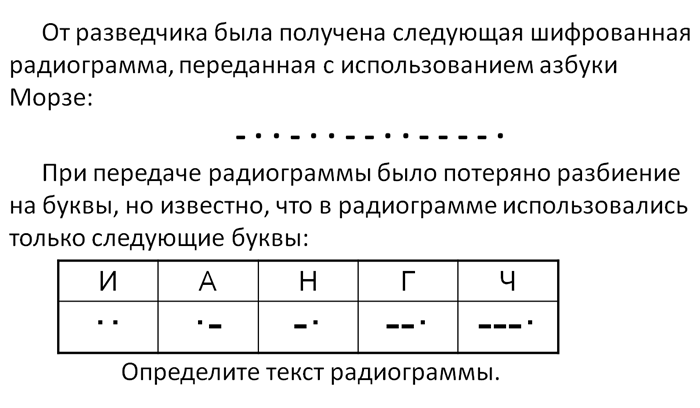 От разведчика была получена следующая шифрованная
радиограмма, переданная с использованием азбуки
Морзе:
– · · – · · – – · · – – – – ·
При передаче радиограммы было потеряно разбиение
на буквы, но известно, что в радиограмме использовались
только следующие буквы:
И А Н Г Ч
· · · – – · – – · – – – ·
Определите текст радиограммы.